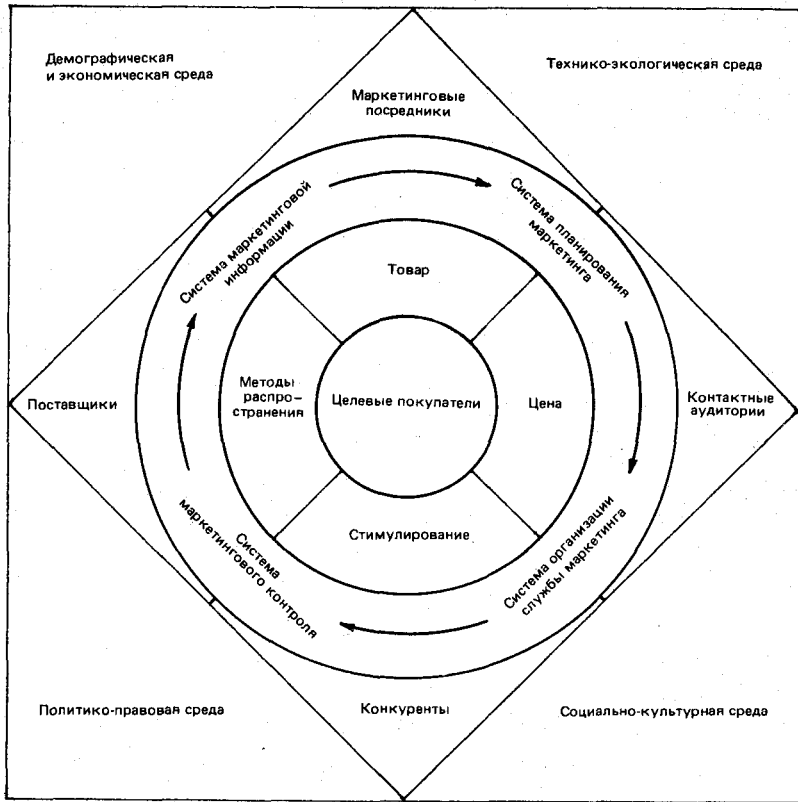 Демографическая
и экономическая среда
Технико-экологическая среда
Маркетинговые
посредники
Система маркетинговой
информации
Система планирования
маркетинга
Товар
Поставщики
Методы
распро-
странения
Целевые покупатели
Цена
Контактные
аудитории
Стимулирование
Система
маркетингового контроля
Система организации
службы маркетинга
Политико-правовая среда
Конкуренты
Социально-культурная среда